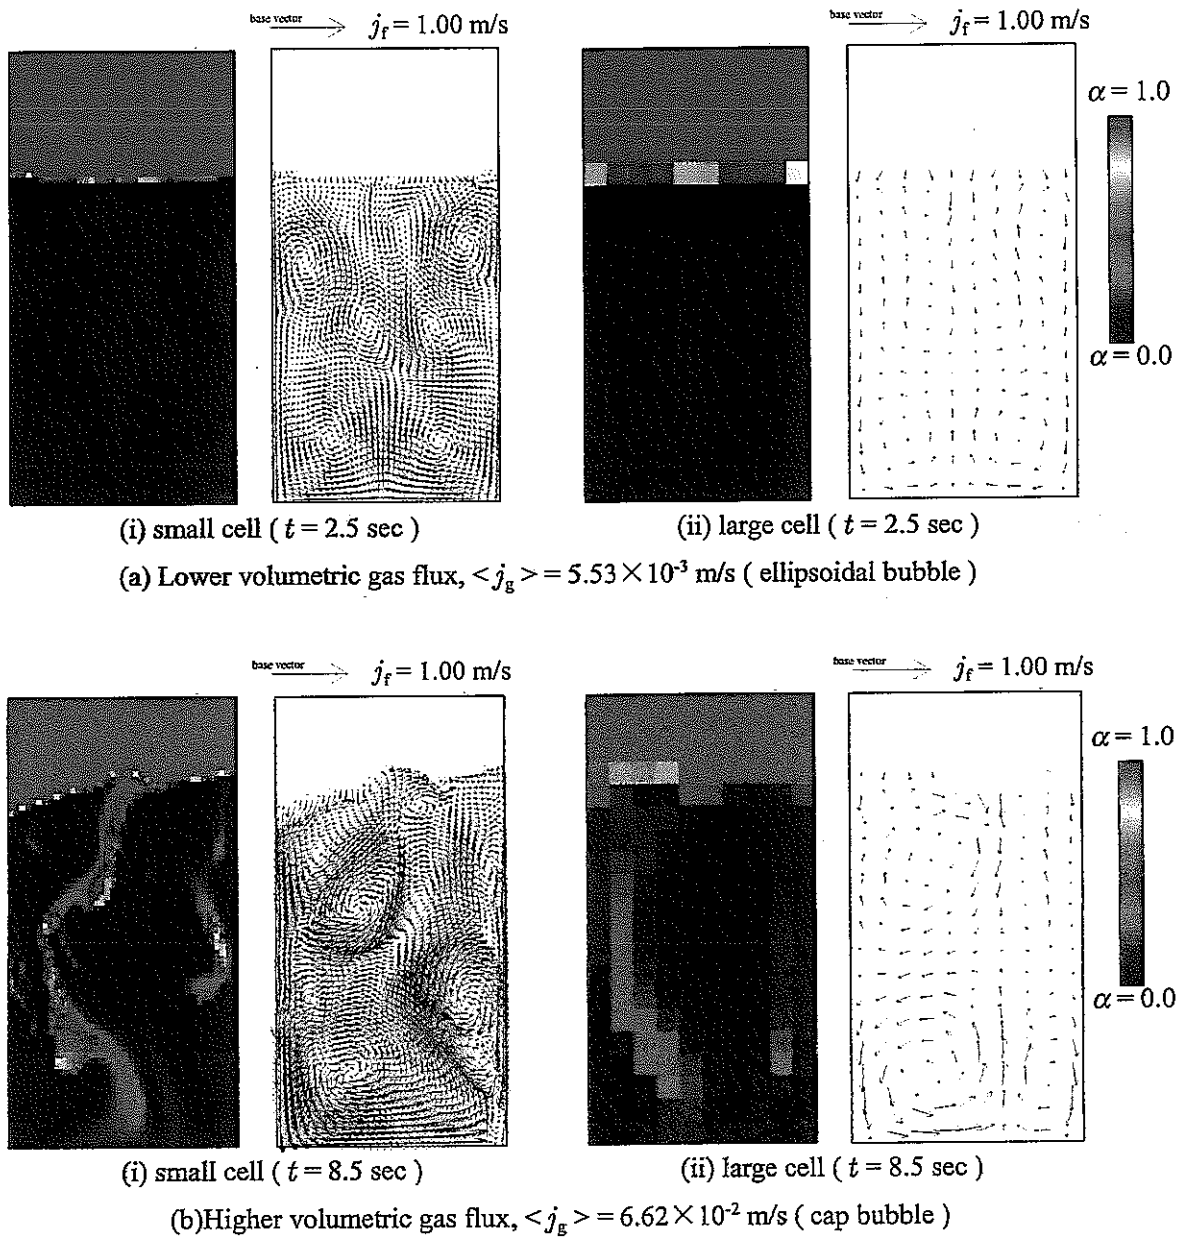 base vector j_f = 1.00 m/s
base vector j_f = 1.00 m/s
α = 1.0
α = 0.0
(i) small cell ( t = 2.5 sec )
(ii) large cell ( t = 2.5 sec )
(a) Lower volumetric gas flux, <j_g> = 5.53×10⁻³ m/s ( ellipsoidal bubble )
base vector j_f = 1.00 m/s
base vector j_f = 1.00 m/s
α = 1.0
α = 0.0
(i) small cell ( t = 8.5 sec )
(ii) large cell ( t = 8.5 sec )
(b)Higher volumetric gas flux, <j_g> = 6.62×10⁻² m/s ( cap bubble )